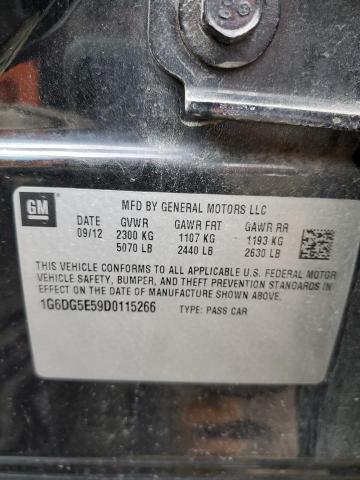 98
GM
MFD BY GENERAL MOTORS LLC
DATE GVWR GAWR FRT GAWR RR
09/12 2300 KG 1107 KG 1193 KG
5070 LB 2440 LB 2630 LB
THIS VEHICLE CONFORMS TO ALL APPLICABLE U.S. FEDERAL MOTOR
VEHICLE SAFETY, BUMPER, AND THEFT PREVENTION STANDARDS IN
EFFECT ON THE DATE OF MANUFACTURE SHOWN ABOVE.
1G6DG5E59D0115266 TYPE: PASS CAR